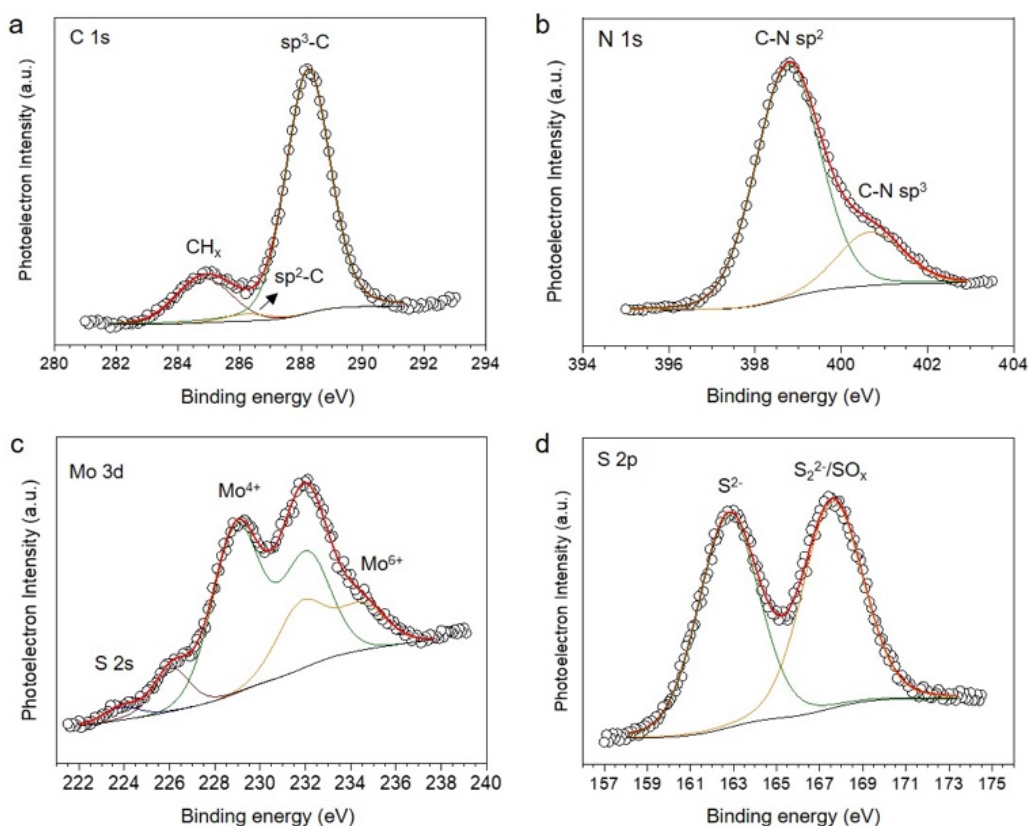 a
C 1s
sp³-C
CHₓ
sp²-C
Photoelectron Intensity (a.u.)
280 282 284 286 288 290 292 294
Binding energy (eV)
b
N 1s
C-N sp²
C-N sp³
Photoelectron Intensity (a.u.)
394 396 398 400 402 404
Binding energy (eV)
c
Mo 3d
Mo⁴⁺
Mo⁶⁺
S 2s
Photoelectron Intensity (a.u.)
222 224 226 228 230 232 234 236 238 240
Binding energy (eV)
d
S 2p
S²⁻
S₂²⁻/SOₓ
Photoelectron Intensity (a.u.)
157 159 161 163 165 167 169 171 173 175
Binding energy (eV)